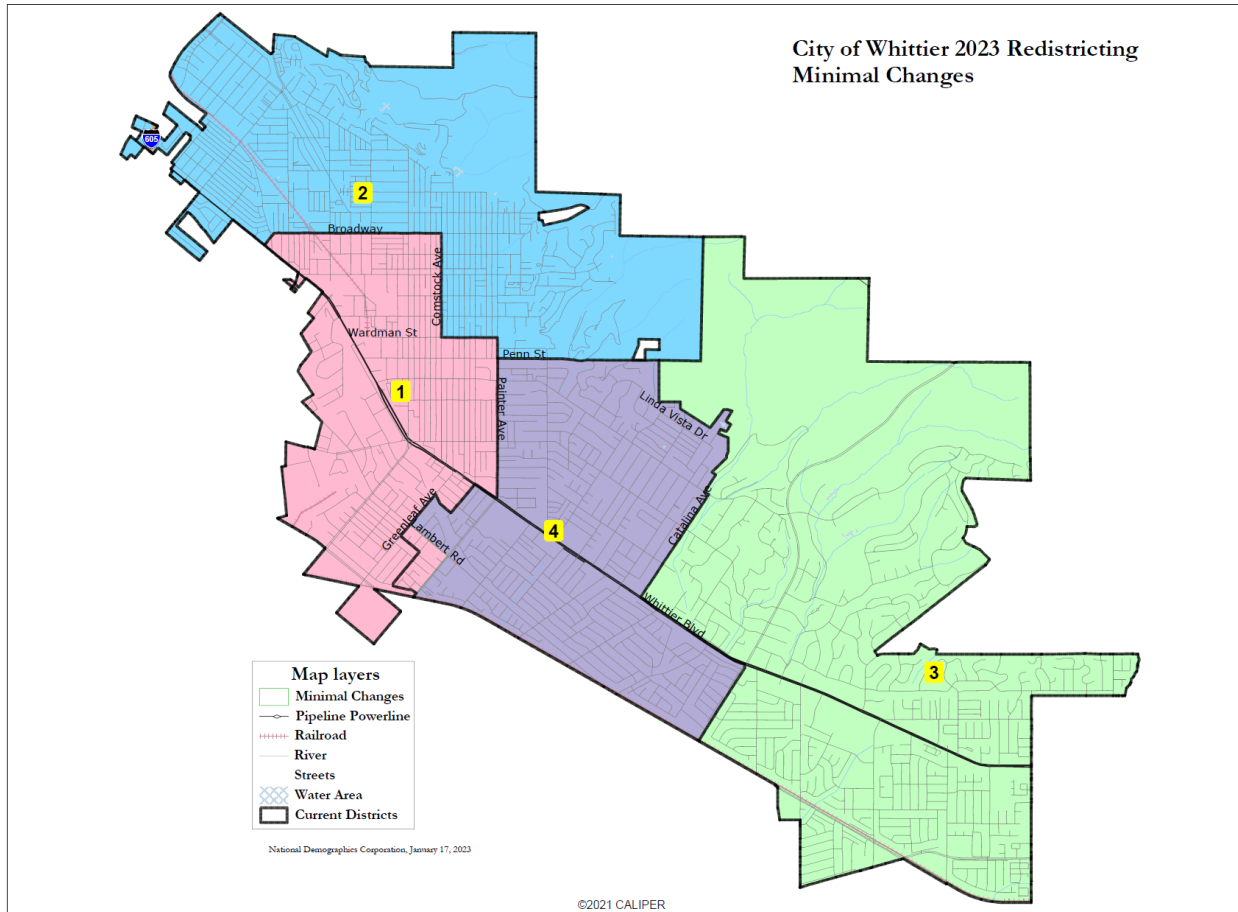 City of Whittier 2023 Redistricting
Minimal Changes
605
2
Broadway
Comstock Ave
Wardman St
Penn St
1
Painter Ave
Linda Vista Dr
Greenleaf Ave
Lambert Rd
4
Catalina Ave
Whittier Blvd
3
Map layers
Minimal Changes
Pipeline Powerline
Railroad
River
Streets
Water Area
Current Districts
National Demographics Corporation, January 17, 2023
©2021 CALIPER